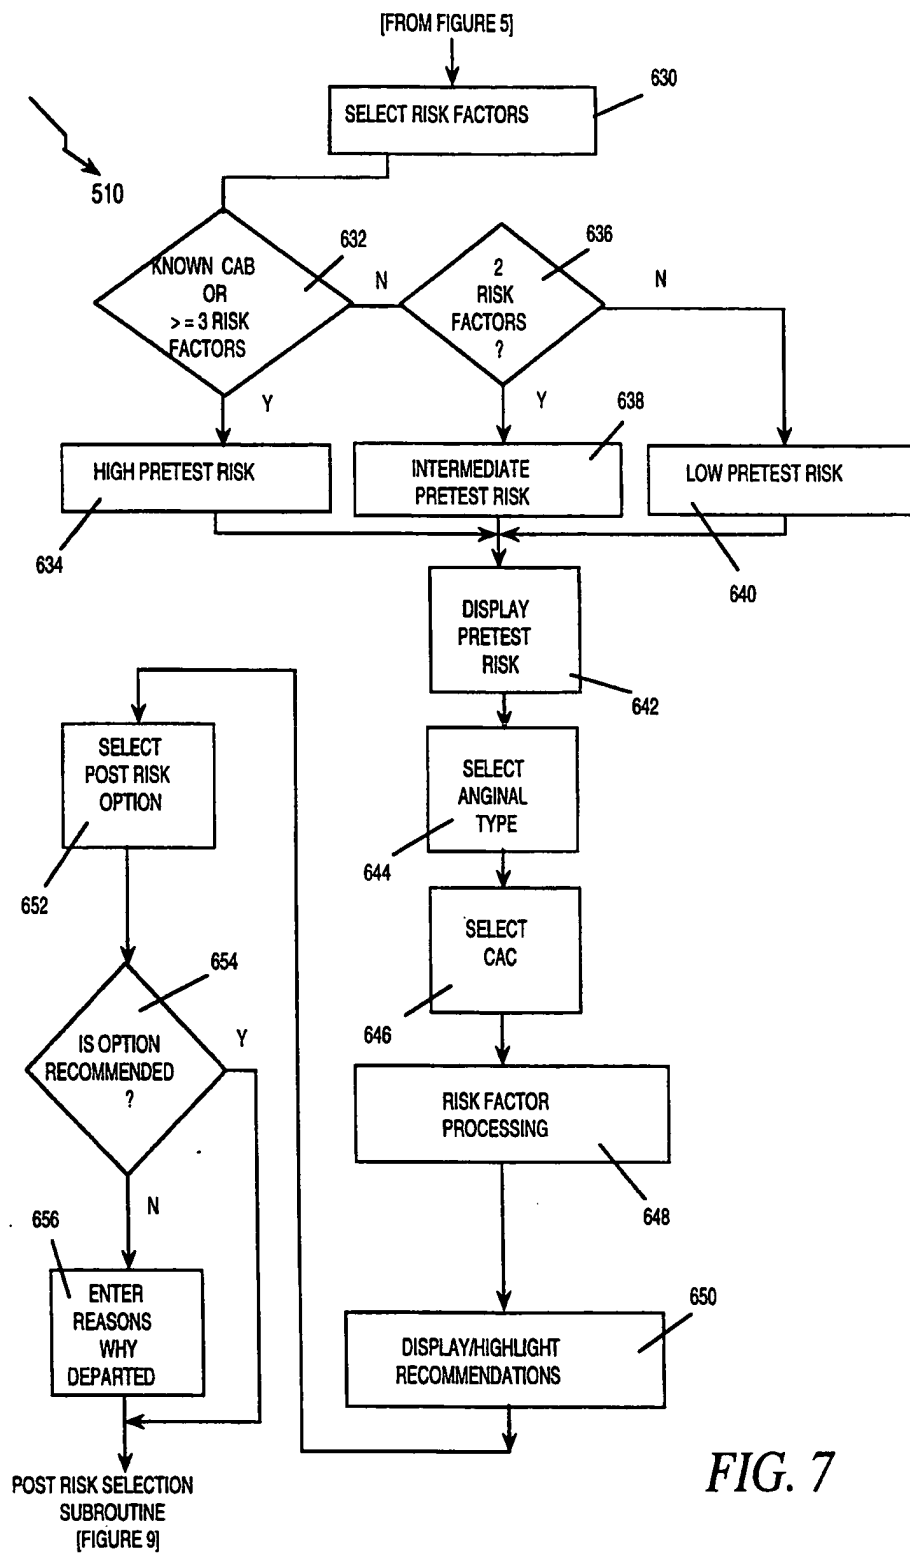 [FROM FIGURE 5]
630
SELECT RISK FACTORS
510
632
KNOWN CAB
OR
> = 3 RISK
FACTORS
N
636
2
RISK
FACTORS
?
N
Y
Y
638
HIGH PRETEST RISK
INTERMEDIATE
PRETEST RISK
LOW PRETEST RISK
634
640
DISPLAY
PRETEST
RISK
642
SELECT
POST RISK
OPTION
652
SELECT
ANGINAL
TYPE
644
SELECT
CAC
646
654
IS OPTION
RECOMMENDED
?
Y
N
RISK FACTOR
PROCESSING
648
656
ENTER
REASONS
WHY
DEPARTED
650
DISPLAY/HIGHLIGHT
RECOMMENDATIONS
POST RISK SELECTION
SUBROUTINE
[FIGURE 9]
FIG. 7